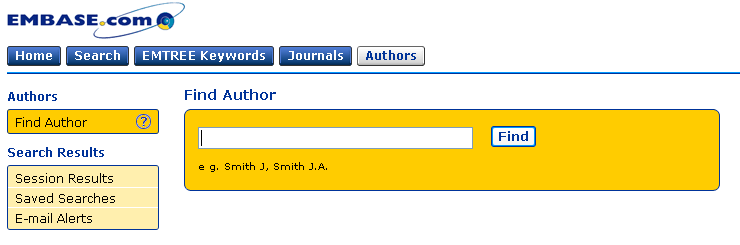 EMBASE.com
Home Search EMTREE Keywords Journals Authors
Authors
Find Author ?
Search Results
Session Results
Saved Searches
E-mail Alerts
Find Author
Find
e g. Smith J, Smith J.A.